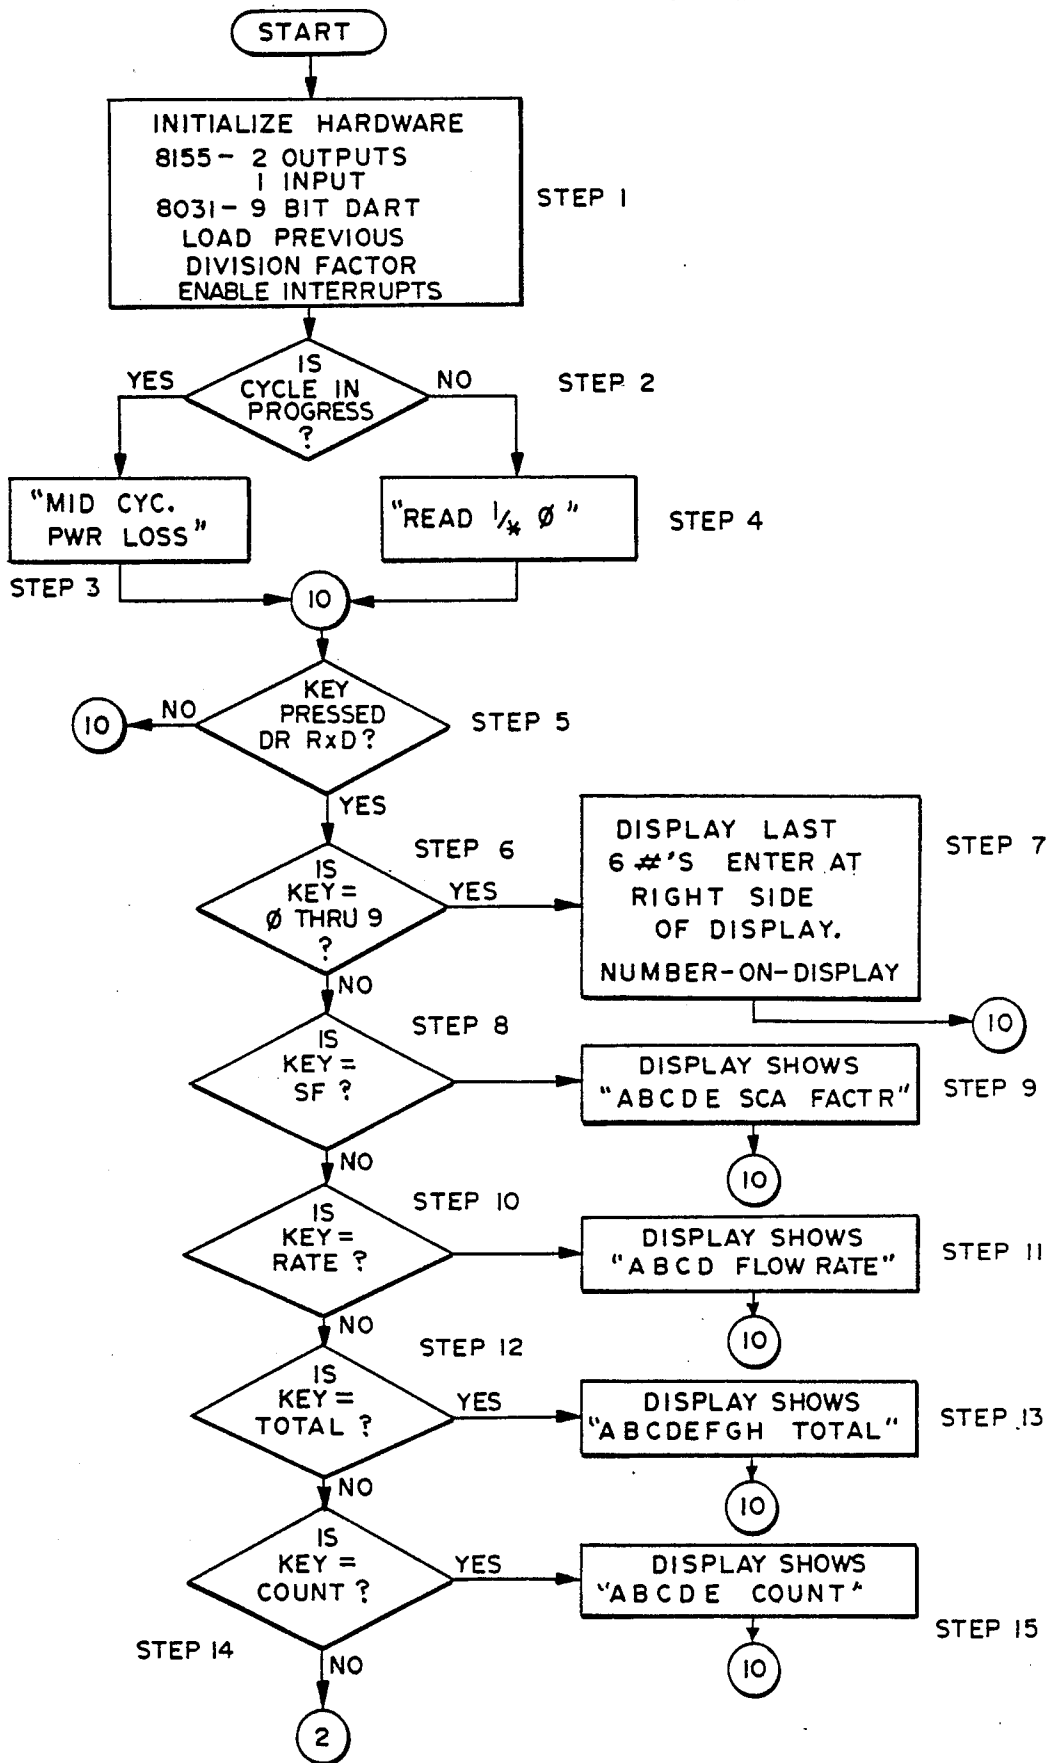 START
INITIALIZE HARDWARE
8155- 2 OUTPUTS
1 INPUT
8031- 9 BIT DART
LOAD PREVIOUS
DIVISION FACTOR
ENABLE INTERRUPTS
STEP 1
IS
CYCLE IN
PROGRESS
?
YES
NO
STEP 2
"MID CYC.
PWR LOSS"
STEP 3
"READ 1/* Ø"
STEP 4
10
KEY
PRESSED
DR RxD?
NO
10
STEP 5
YES
IS
KEY=
Ø THRU 9
?
STEP 6
YES
DISPLAY LAST
6 #'S ENTER AT
RIGHT SIDE
OF DISPLAY.
NUMBER-ON-DISPLAY
STEP 7
10
NO
IS
KEY=
SF ?
STEP 8
DISPLAY SHOWS
"ABCDE SCA FACTR"
STEP 9
10
NO
IS
KEY=
RATE ?
STEP 10
DISPLAY SHOWS
"ABCD FLOW RATE"
STEP 11
10
NO
IS
KEY=
TOTAL ?
STEP 12
YES
DISPLAY SHOWS
"ABCDEFGH TOTAL"
STEP 13
10
NO
IS
KEY=
COUNT ?
YES
DISPLAY SHOWS
"ABCDE COUNT"
STEP 15
10
STEP 14
NO
2